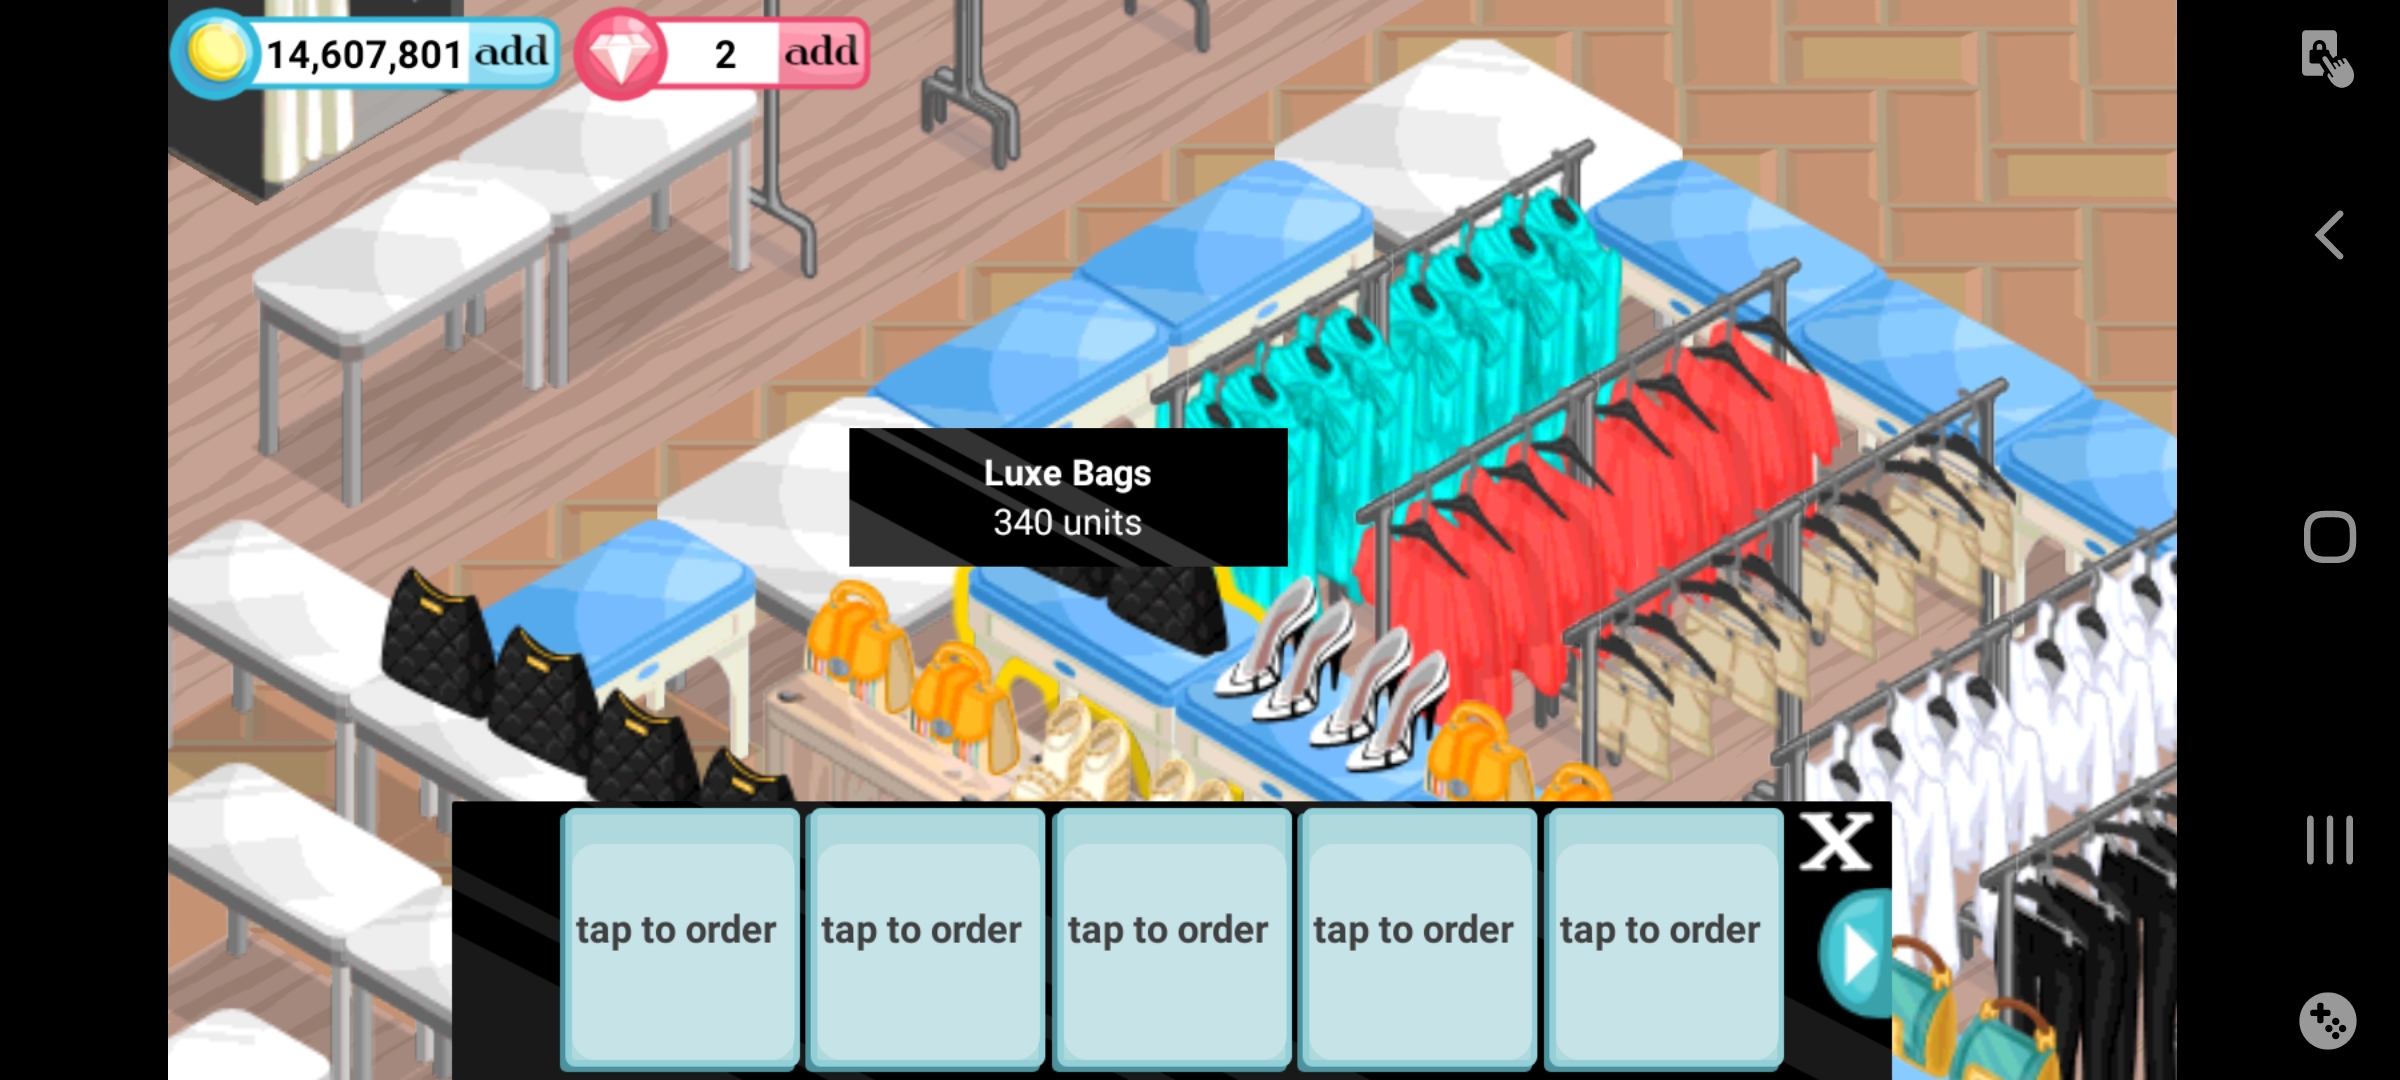 14,607,801 add 2 add
Luxe Bags
340 units
tap to order tap to order tap to order tap to order tap to order
X